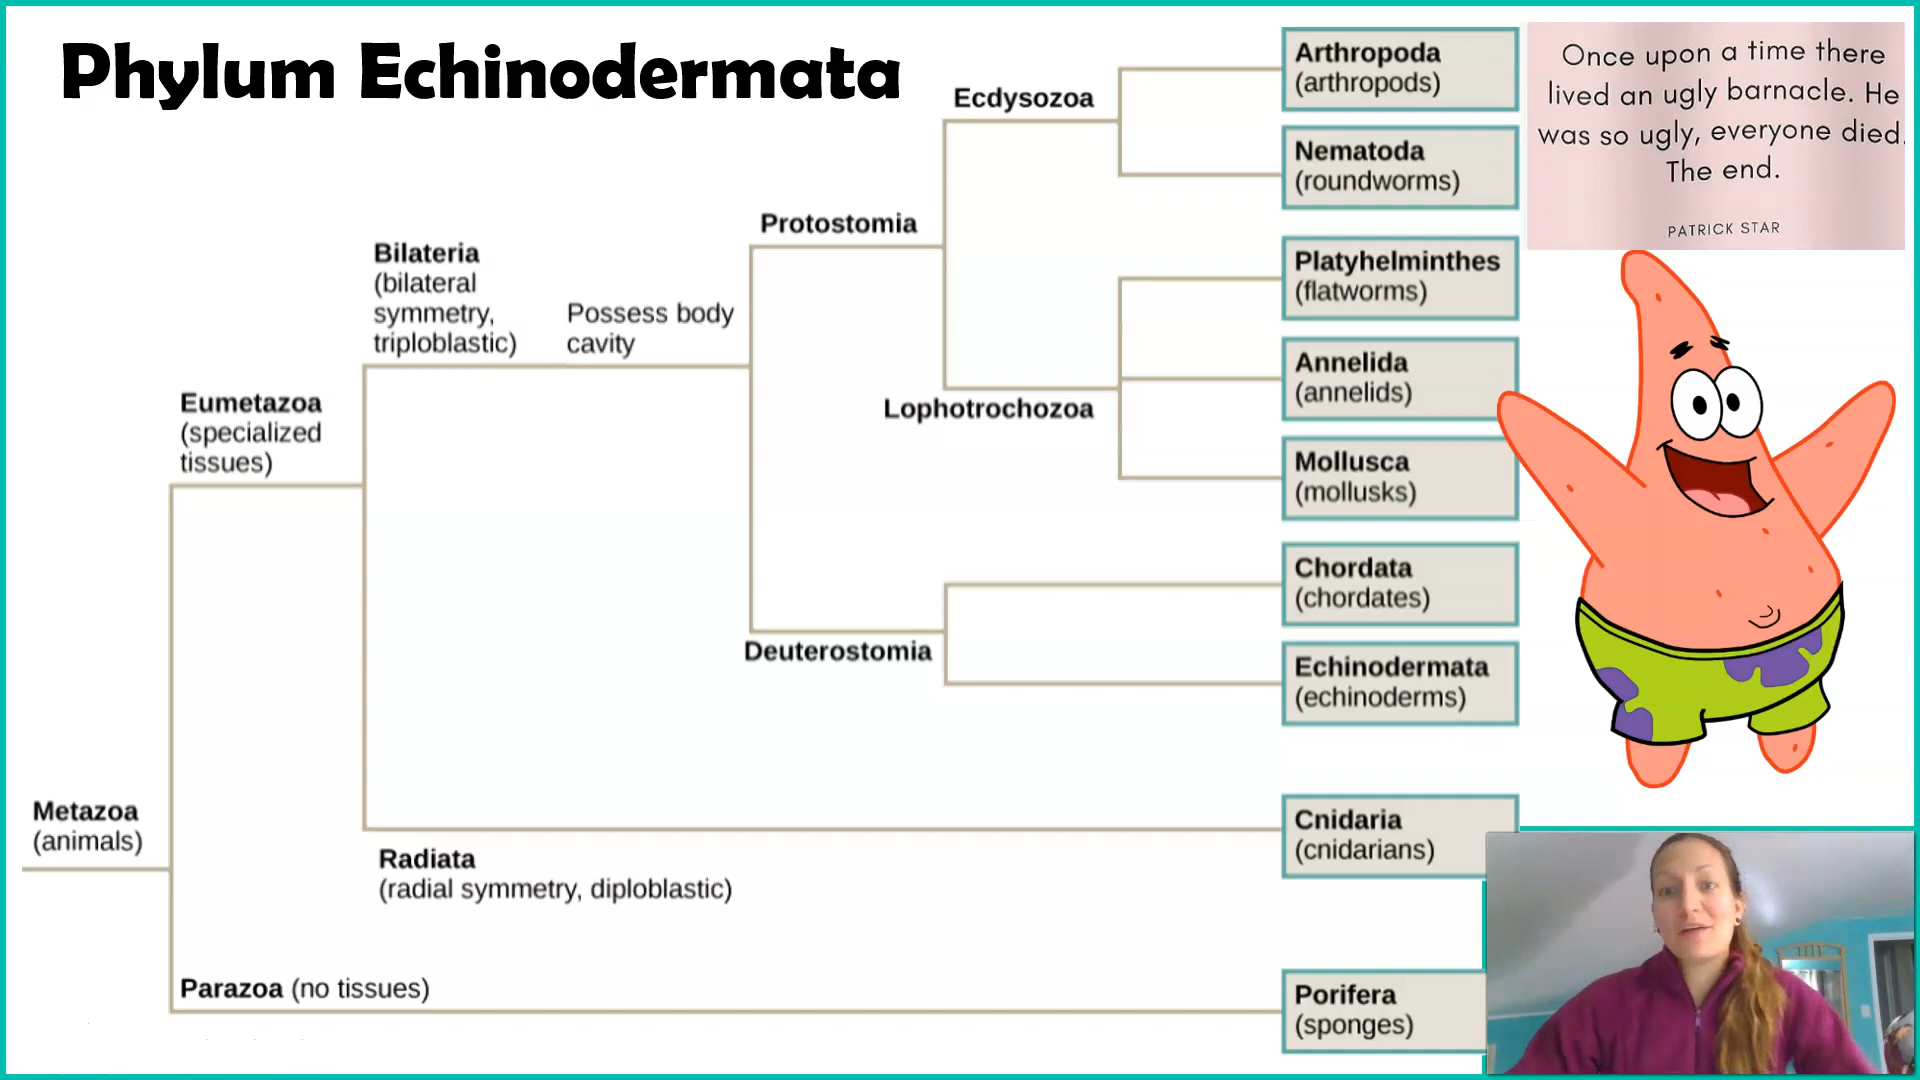 Phylum Echinodermata
Once upon a time there
lived an ugly barnacle. He
was so ugly, everyone died.
The end.
PATRICK STAR
Metazoa
(animals)
Eumetazoa
(specialized
tissues)
Parazoa (no tissues)
Bilateria
(bilateral
symmetry,
triploblastic)
Possess body
cavity
Radiata
(radial symmetry, diploblastic)
Protostomia
Deuterostomia
Ecdysozoa
Lophotrochozoa
Arthropoda
(arthropods)
Nematoda
(roundworms)
Platyhelminthes
(flatworms)
Annelida
(annelids)
Mollusca
(mollusks)
Chordata
(chordates)
Echinodermata
(echinoderms)
Cnidaria
(cnidarians)
Porifera
(sponges)